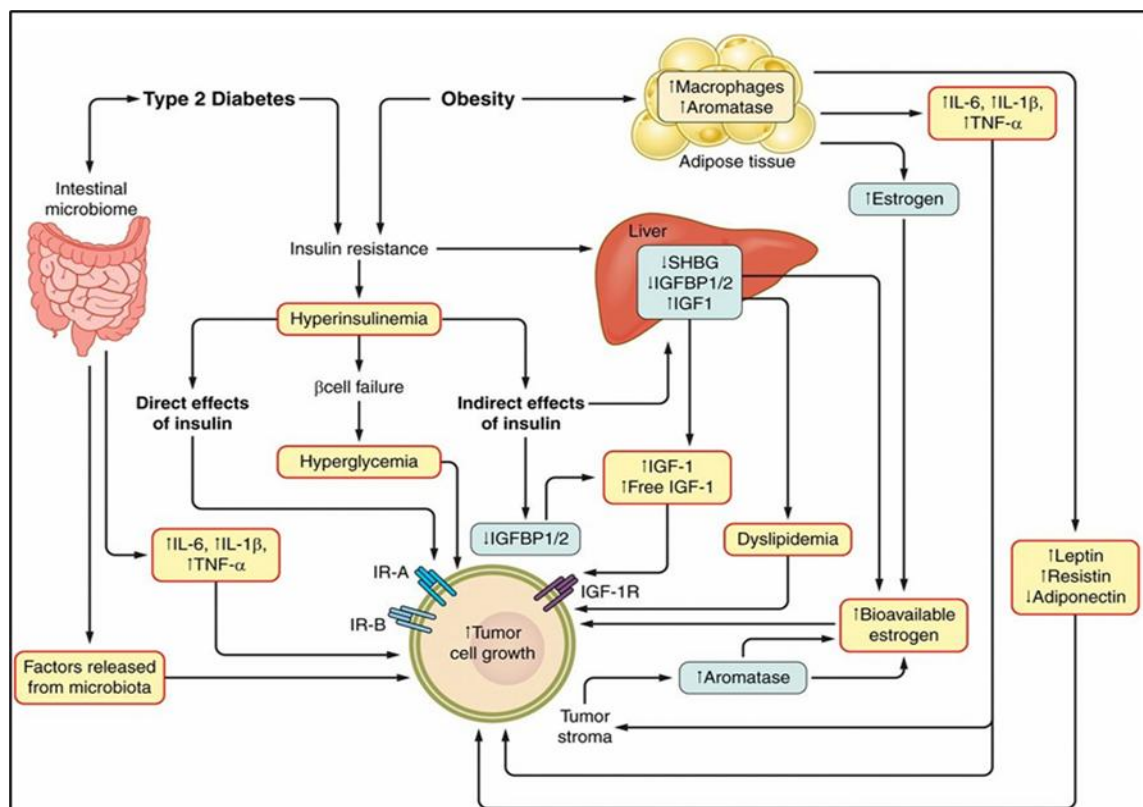 Type 2 Diabetes
Obesity
↑Macrophages
↑Aromatase
Adipose tissue
↑IL-6, ↑IL-1β,
↑TNF-α
↑Estrogen
Intestinal
microbiome
Insulin resistance
Liver
↓SHBG
↓IGFBP1/2
↑IGF1
Hyperinsulinemia
βcell failure
Direct effects
of insulin
Indirect effects
of insulin
Hyperglycemia
↑IGF-1
↑Free IGF-1
↓IGFBP1/2
Dyslipidemia
↑IL-6, ↑IL-1β,
↑TNF-α
IR-A
IR-B
IGF-1R
↑Tumor
cell growth
↑Leptin
↑Resistin
↓Adiponectin
↑Bioavailable
estrogen
Factors released
from microbiota
↑Aromatase
Tumor
stroma